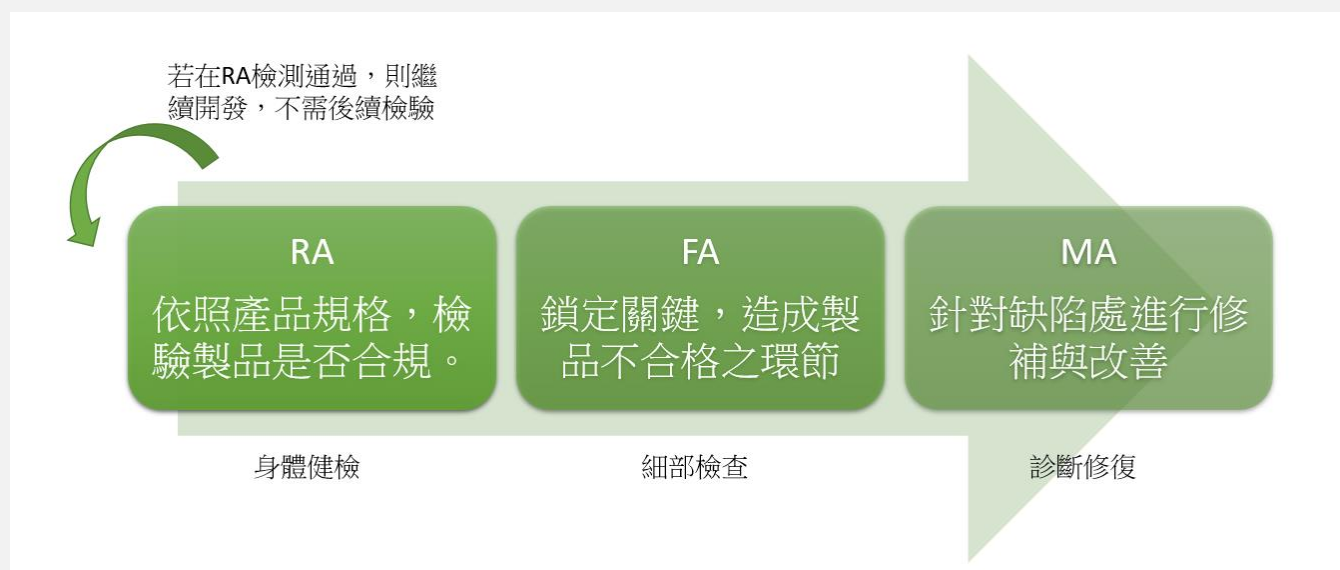 若在RA檢測通過，則繼
續開發，不需後續檢驗
RA
依照產品規格，檢
驗製品是否合規。
FA
鎖定關鍵，造成製
品不合格之環節
MA
針對缺陷處進行修
補與改善
身體健檢
細部檢查
診斷修復